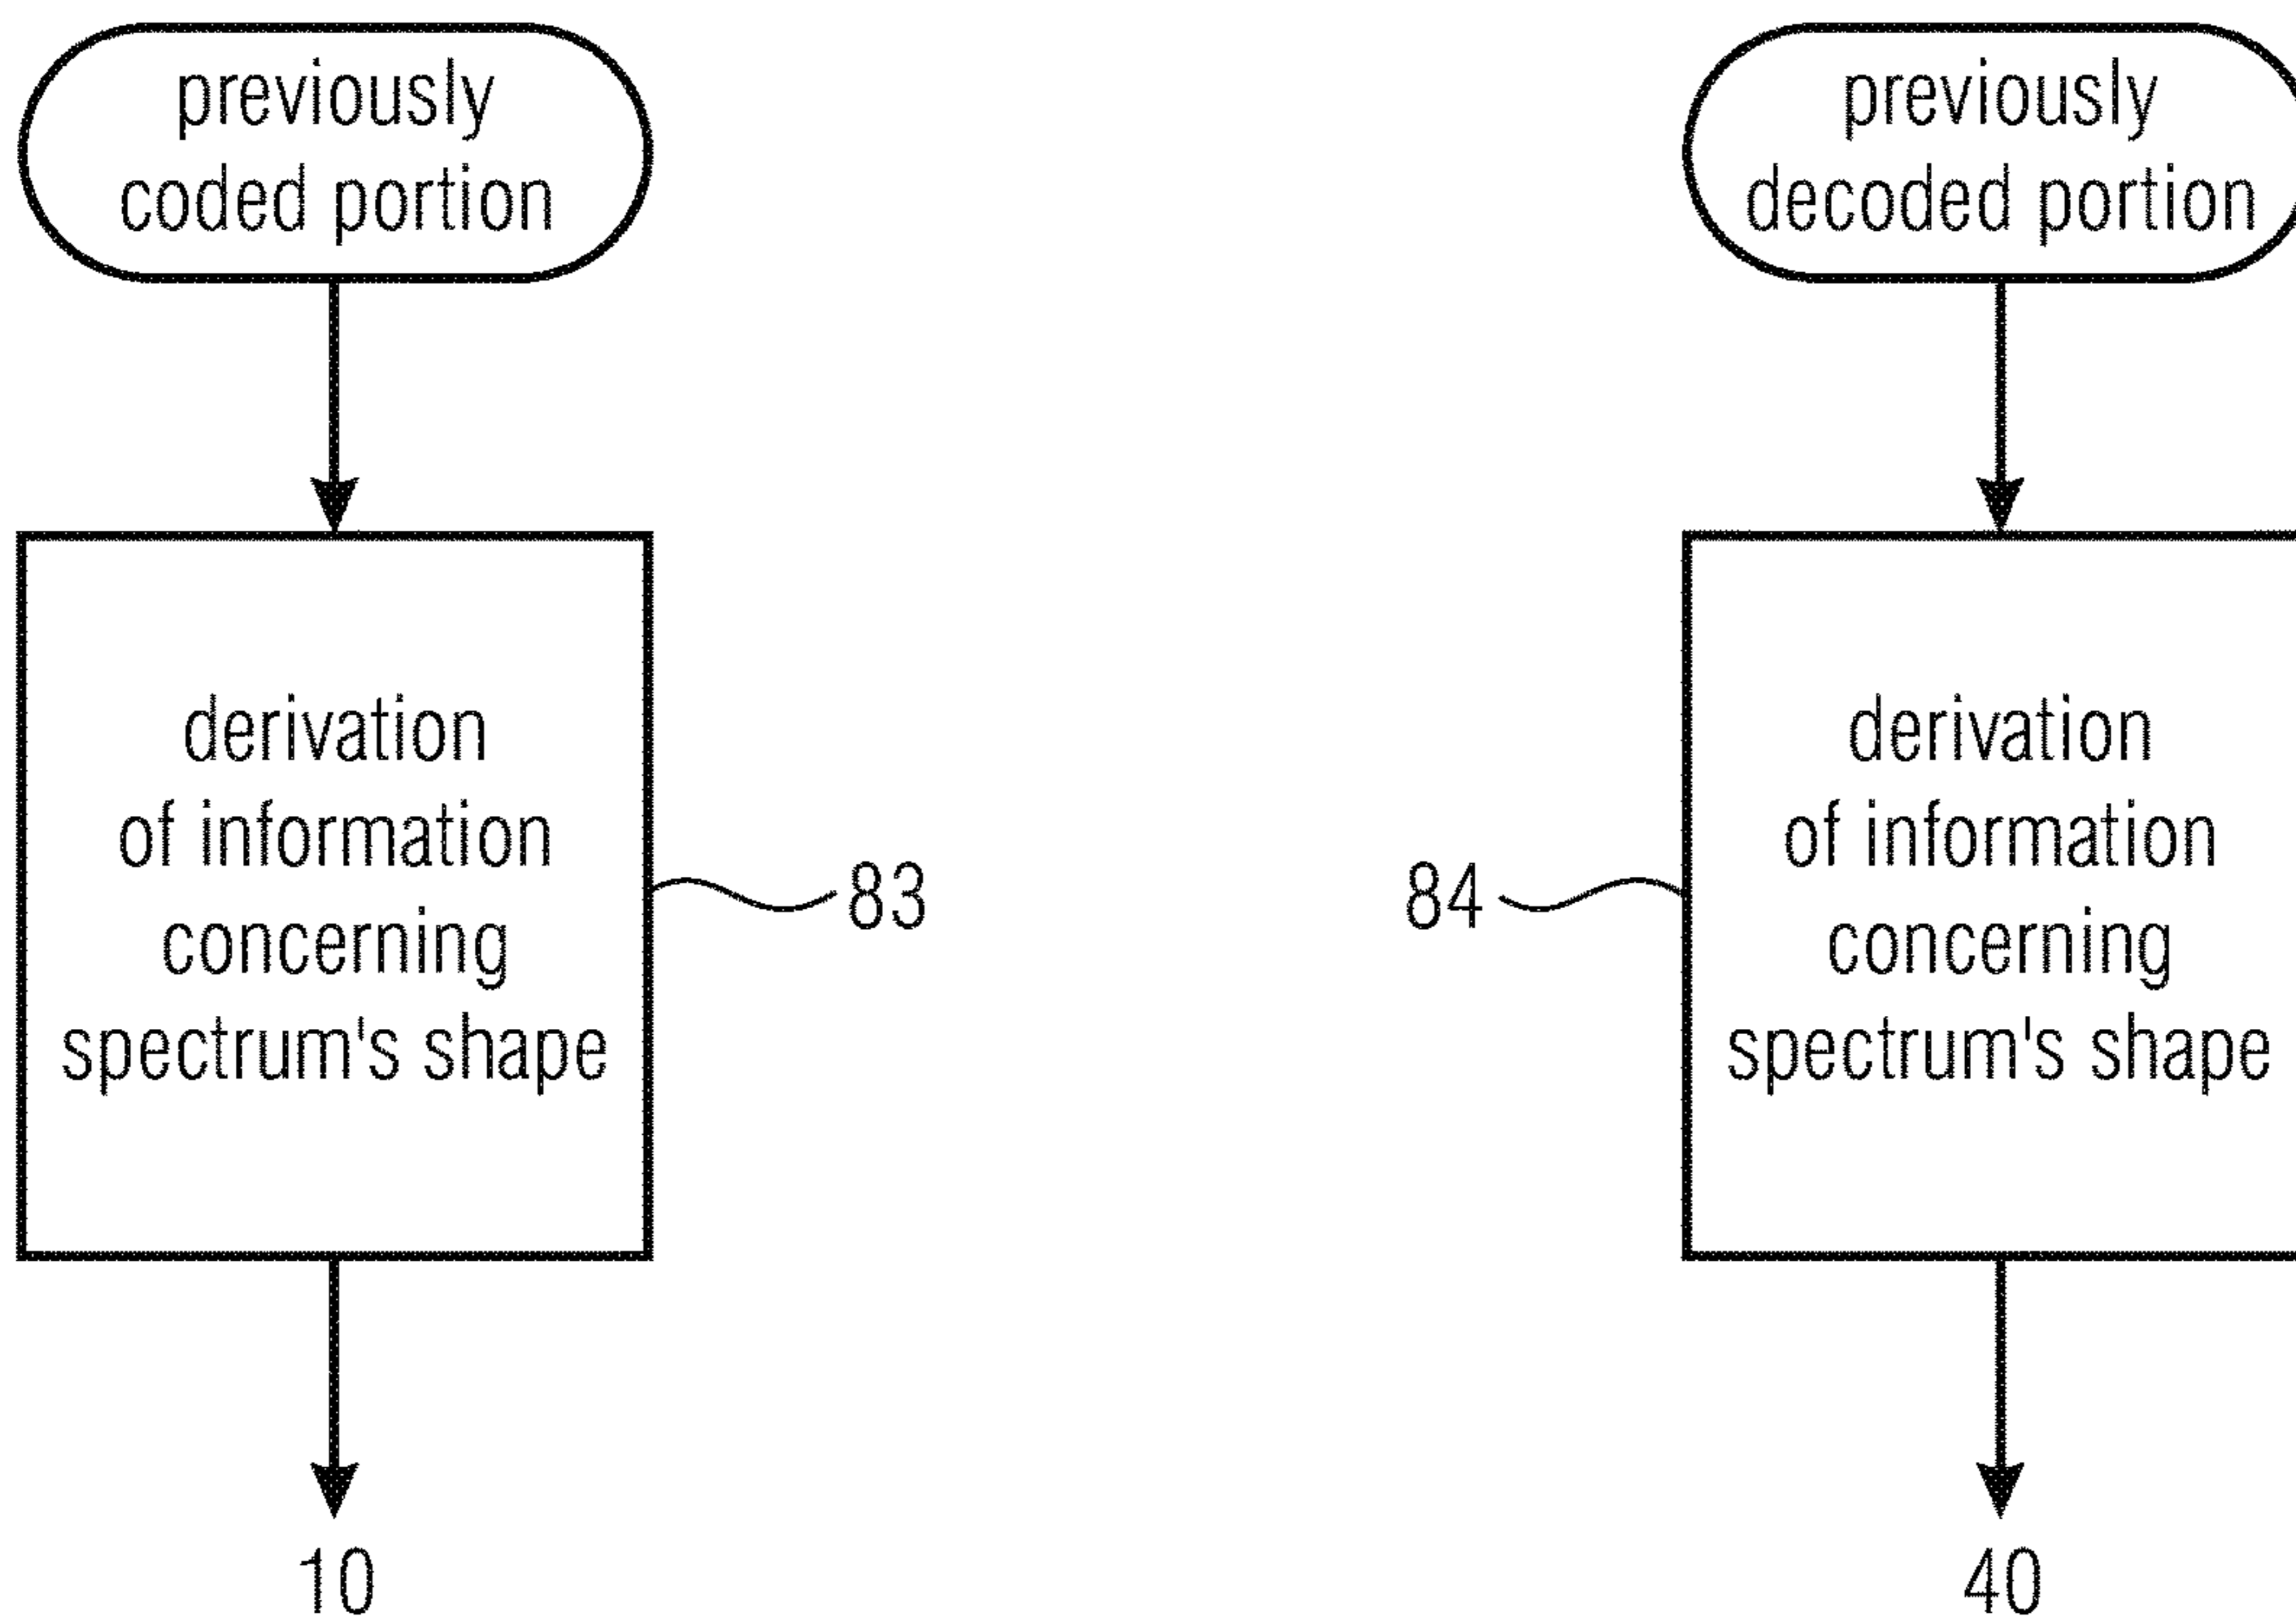 previously
coded portion
derivation
of information
concerning
spectrum's shape
83
10
previously
decoded portion
derivation
of information
concerning
spectrum's shape
84
40